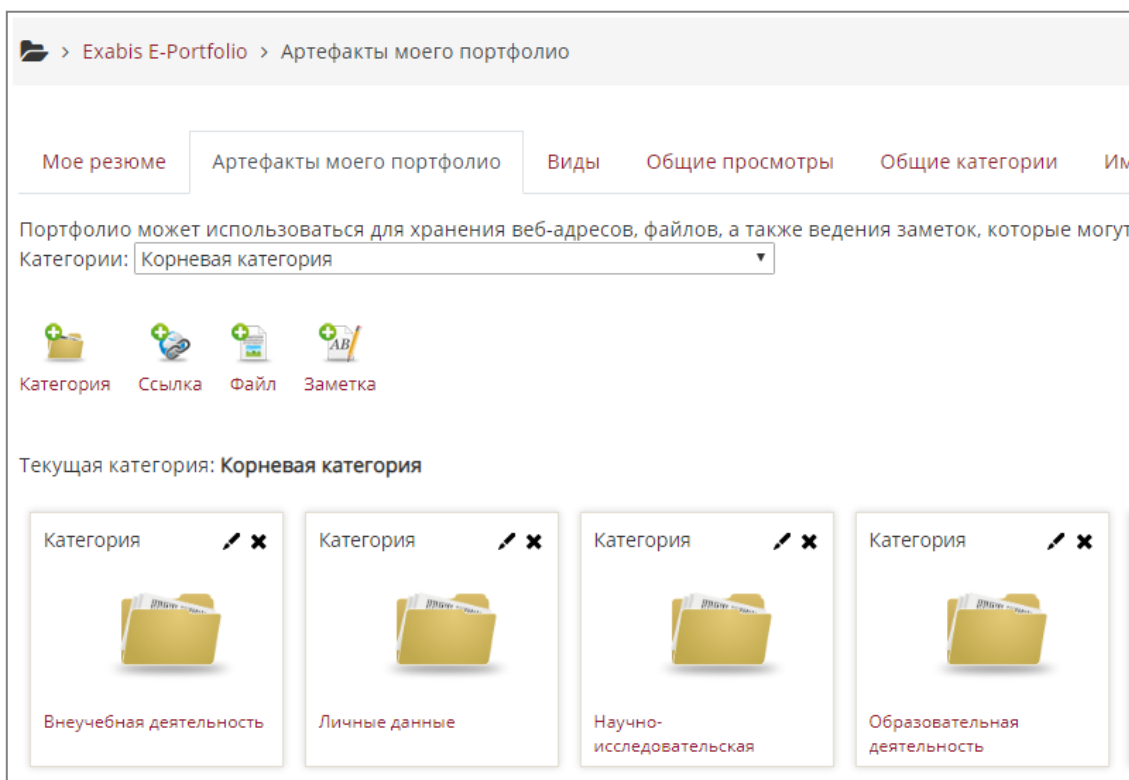 > Exabis E-Portfolio > Артефакты моего портфолио
Мое резюме Артефакты моего портфолио Виды Общие просмотры Общие категории Им
Портфолио может использоваться для хранения веб-адресов, файлов, а также ведения заметок, которые могут
Категории: Корневая категория
AB
Категория Ссылка Файл Заметка
Текущая категория: Корневая категория
Категория Категория Категория Категория
Внеучебная деятельность Личные данные Научно- Образовательная
исследовательская деятельность